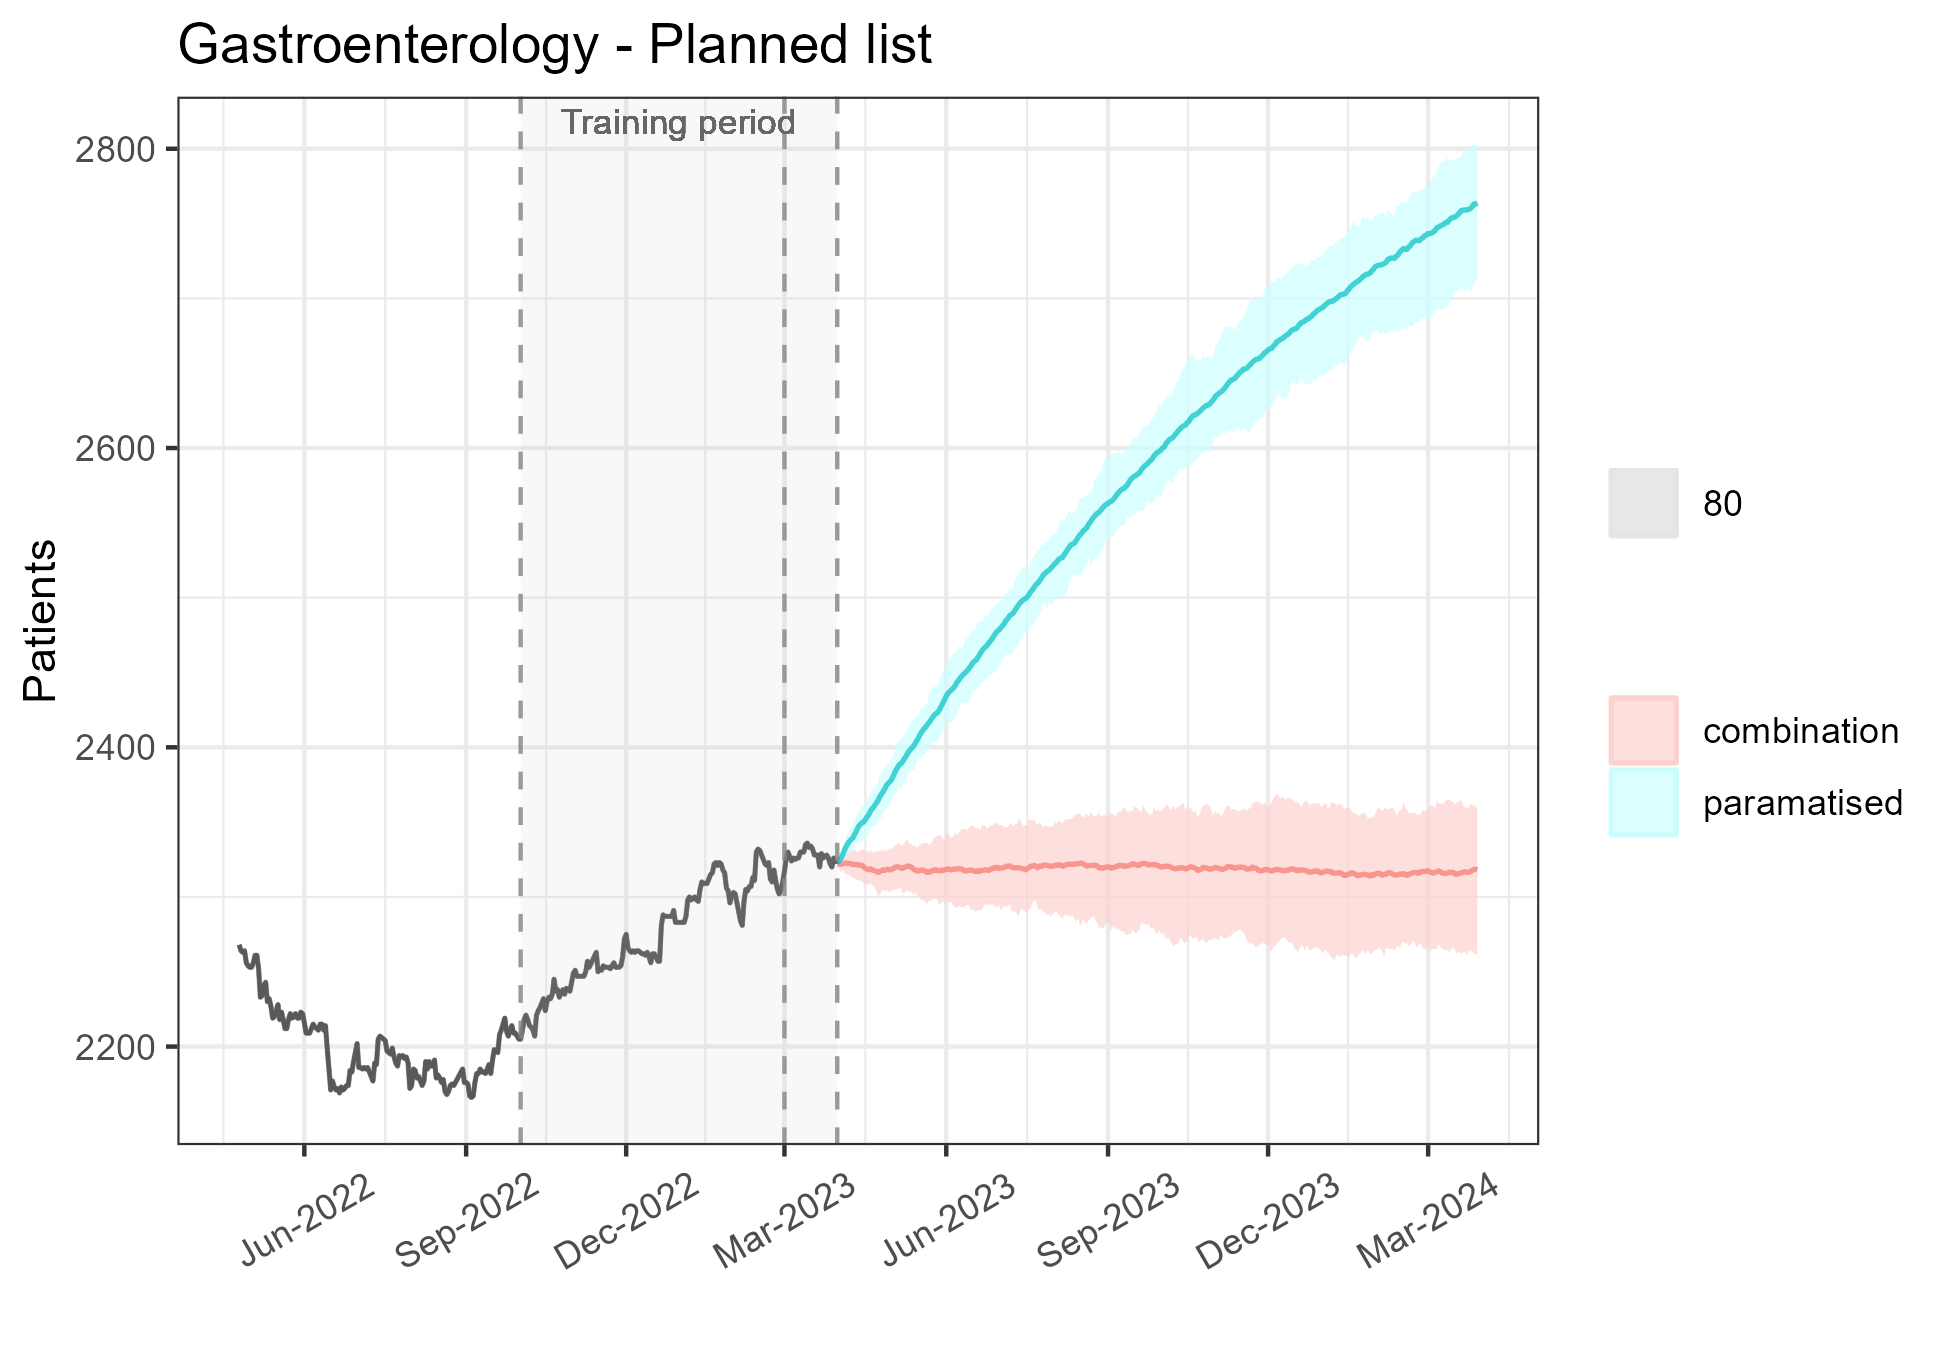 Gastroenterology - Planned list
Training period
2800
2600
2400
2200
Patients
Jun-2022
Sep-2022
Dec-2022
Mar-2023
Jun-2023
Sep-2023
Dec-2023
Mar-2024
80
combination
paramatised